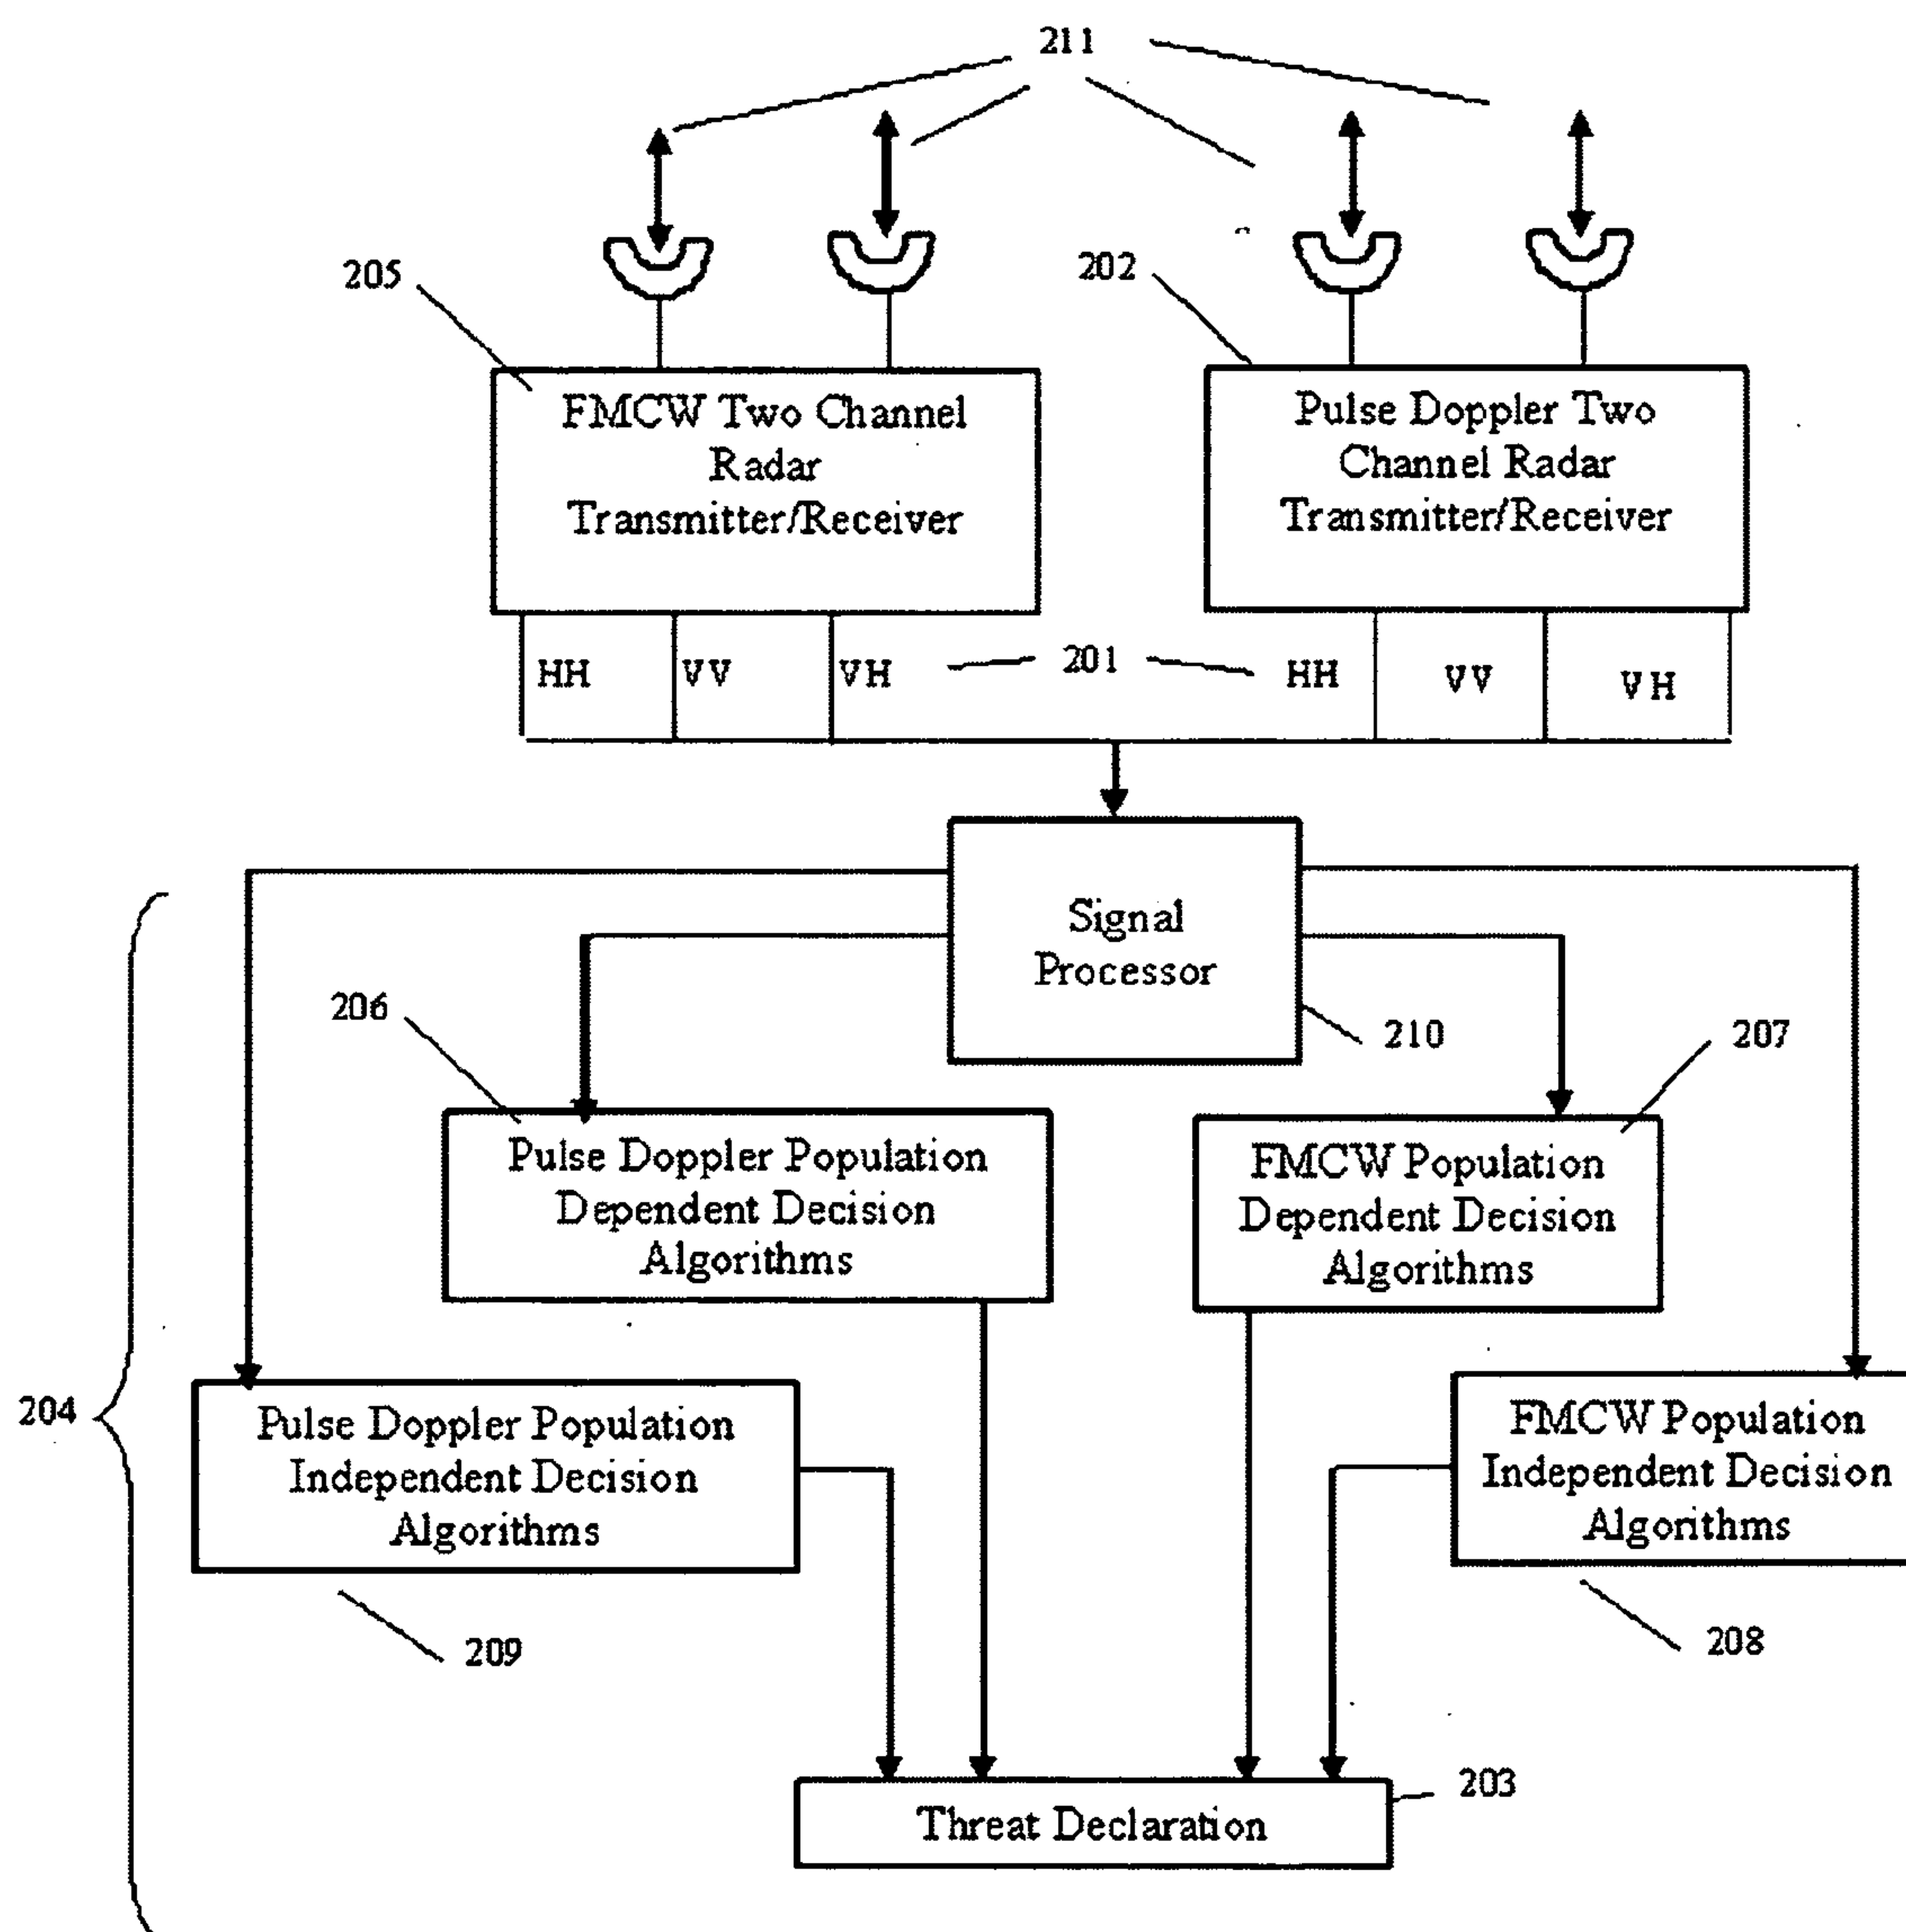 211
205
202
FMCW Two Channel
Radar
Transmitter/Receiver
Pulse Doppler Two
Channel Radar
Transmitter/Receiver
HH VV VH 201 HH VV VH
Signal
Processor
206
210
207
Pulse Doppler Population
Dependent Decision
Algorithms
FMCW Population
Dependent Decision
Algorithms
204
Pulse Doppler Population
Independent Decision
Algorithms
FMCW Population
Independent Decision
Algorithms
209
208
203
Threat Declaration